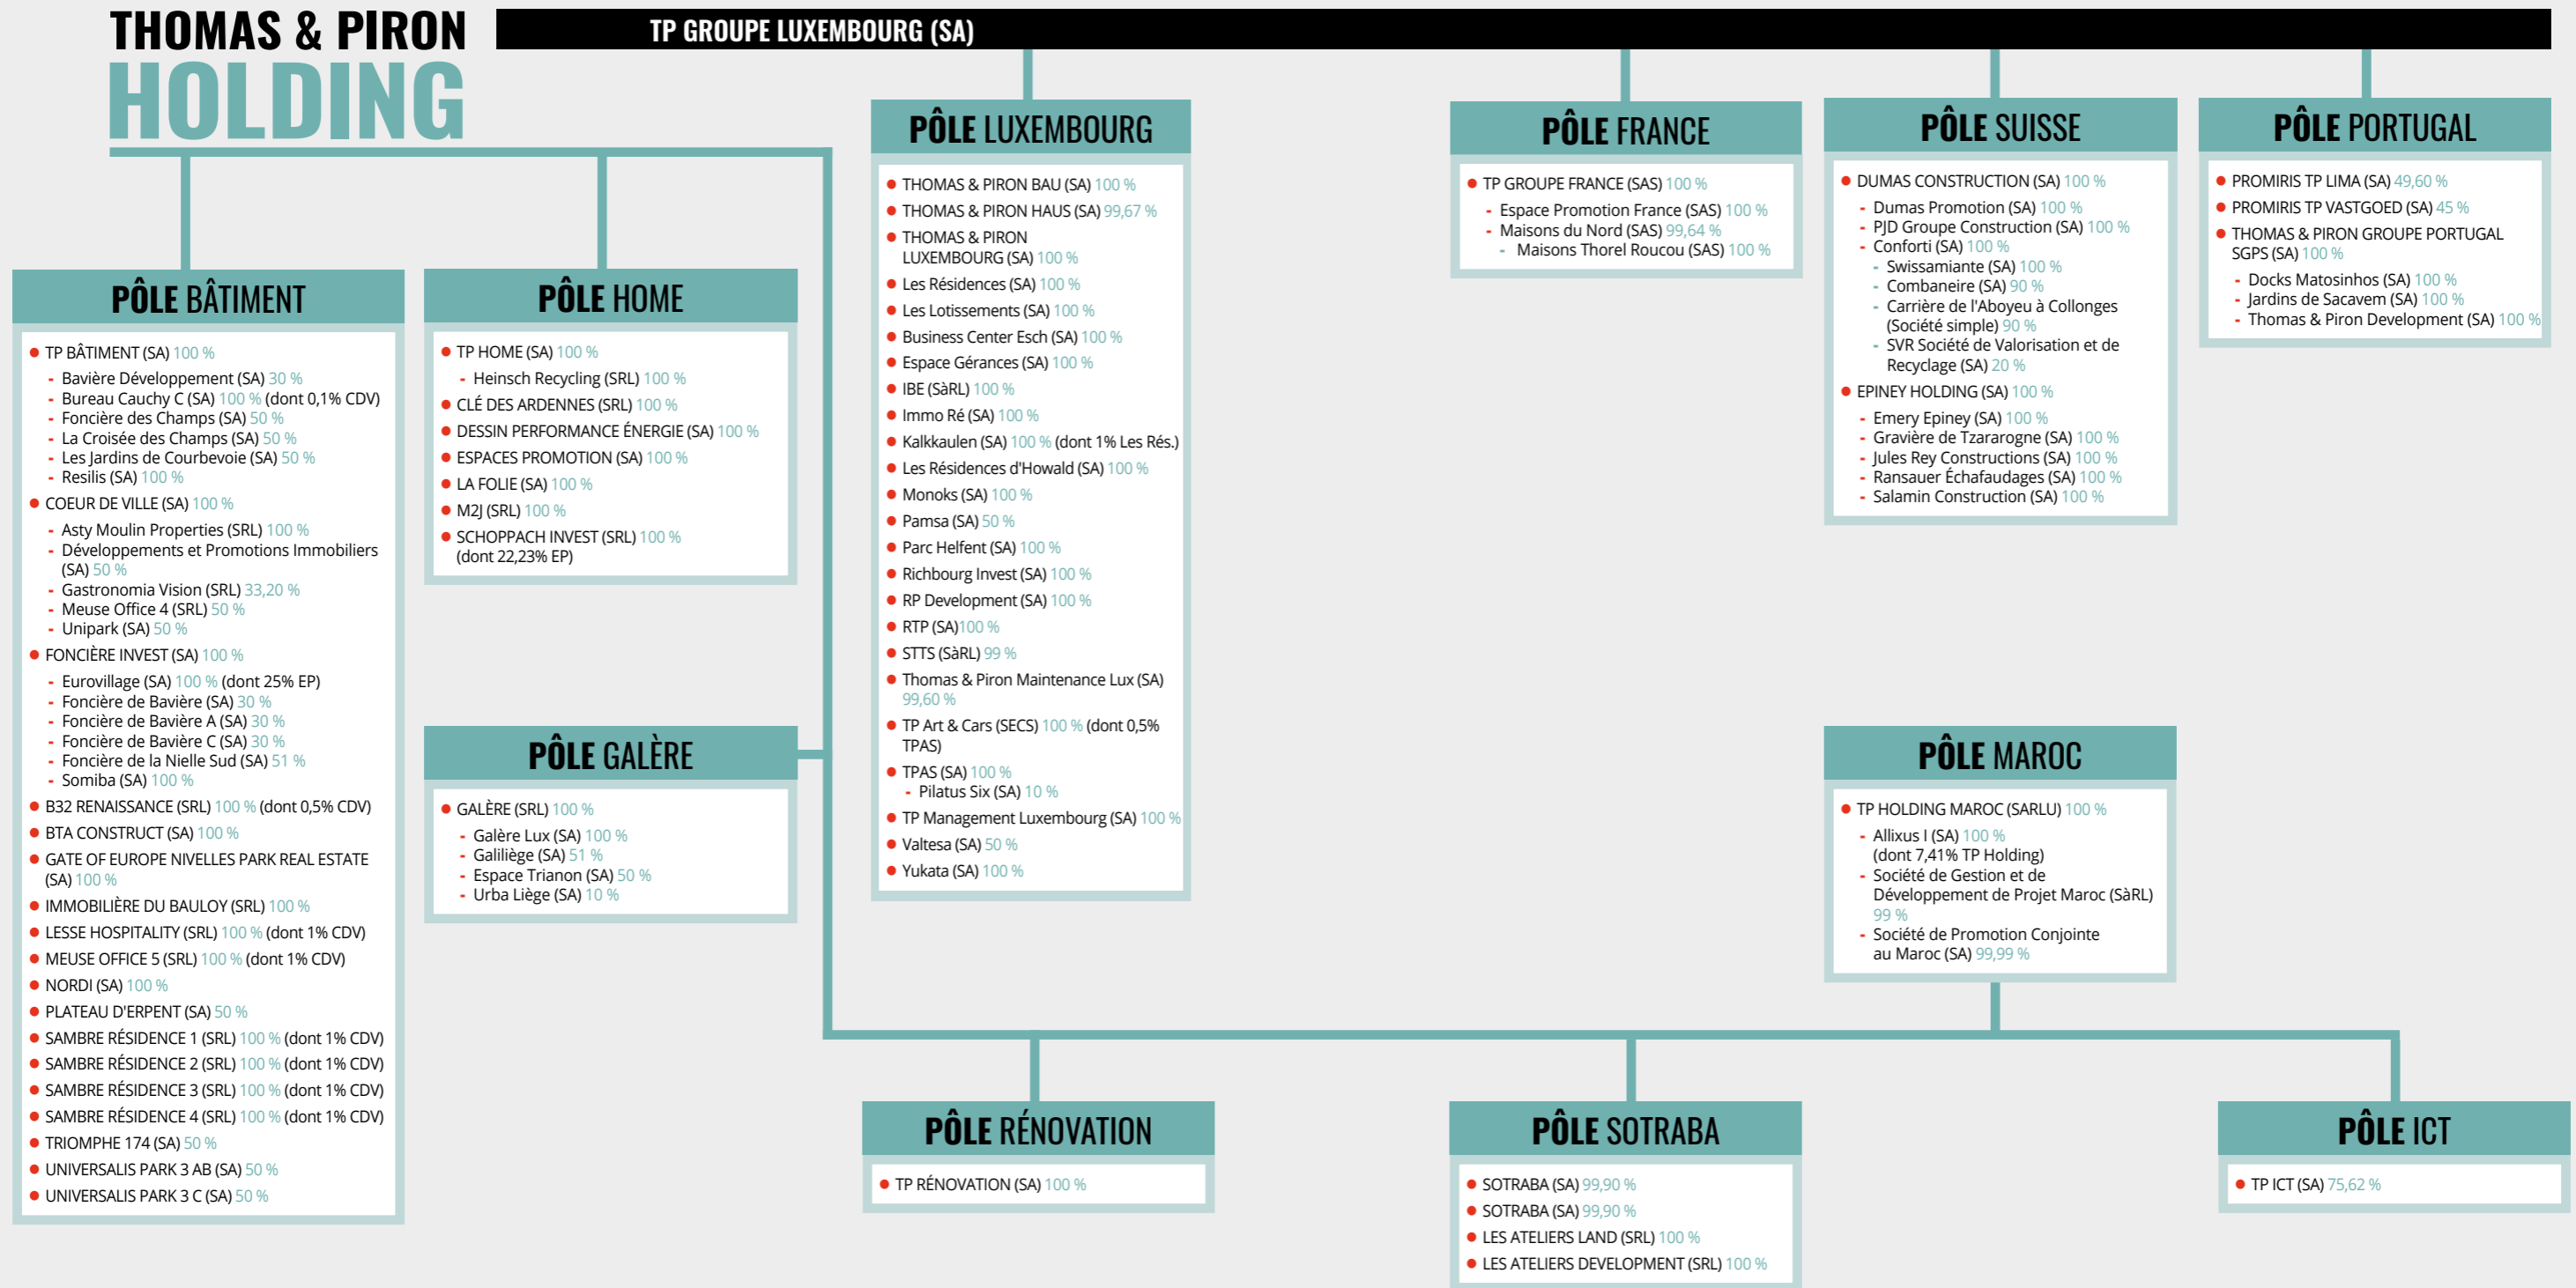 THOMAS & PIRON
HOLDING
TP GROUPE LUXEMBOURG (SA)
PÔLE BÂTIMENT
TP BÂTIMENT (SA) 100 %
- Bavière Développement (SA) 30 %
- Bureau Cauchy C (SA) 100 % (dont 0,1% CDV)
- Foncière des Champs (SA) 50 %
- La Croisée des Champs (SA) 50 %
- Les Jardins de Courbevoie (SA) 50 %
- Resilis (SA) 100 %
COEUR DE VILLE (SA) 100 %
- Asty Moulin Properties (SRL) 100 %
- Développements et Promotions Immobiliers
(SA) 50 %
- Gastronomia Vision (SRL) 33,20 %
- Meuse Office 4 (SRL) 50 %
- Unipark (SA) 50 %
FONCIÈRE INVEST (SA) 100 %
- Eurovillage (SA) 100 % (dont 25% EP)
- Foncière de Bavière (SA) 30 %
- Foncière de Bavière A (SA) 30 %
- Foncière de Bavière C (SA) 30 %
- Foncière de la Nielle Sud (SA) 51 %
- Somiba (SA) 100 %
B32 RENAISSANCE (SRL) 100 % (dont 0,5% CDV)
BTA CONSTRUCT (SA) 100 %
GATE OF EUROPE NIVELLES PARK REAL ESTATE
(SA) 100 %
IMMOBILIÈRE DU BAULOY (SRL) 100 %
LESSE HOSPITALITY (SRL) 100 % (dont 1% CDV)
MEUSE OFFICE 5 (SRL) 100 % (dont 1% CDV)
NORDI (SA) 100 %
PLATEAU D'ERPENT (SA) 50 %
SAMBRE RÉSIDENCE 1 (SRL) 100 % (dont 1% CDV)
SAMBRE RÉSIDENCE 2 (SRL) 100 % (dont 1% CDV)
SAMBRE RÉSIDENCE 3 (SRL) 100 % (dont 1% CDV)
SAMBRE RÉSIDENCE 4 (SRL) 100 % (dont 1% CDV)
TRIOMPHE 174 (SA) 50 %
UNIVERSALIS PARK 3 AB (SA) 50 %
UNIVERSALIS PARK 3 C (SA) 50 %
PÔLE HOME
TP HOME (SA) 100 %
- Heinsch Recycling (SRL) 100 %
CLÉ DES ARDENNES (SRL) 100 %
DESSIN PERFORMANCE ÉNERGIE (SA) 100 %
ESPACES PROMOTION (SA) 100 %
LA FOLIE (SA) 100 %
M2J (SRL) 100 %
SCHOPPACH INVEST (SRL) 100 %
(dont 22,23% EP)
PÔLE GALÈRE
GALÈRE (SRL) 100 %
- Galère Lux (SA) 100 %
- Galiliège (SA) 51 %
- Espace Trianon (SA) 50 %
- Urba Liège (SA) 10 %
PÔLE LUXEMBOURG
THOMAS & PIRON BAU (SA) 100 %
THOMAS & PIRON HAUS (SA) 99,67 %
THOMAS & PIRON
LUXEMBOURG (SA) 100 %
Les Résidences (SA) 100 %
Les Lotissements (SA) 100 %
Business Center Esch (SA) 100 %
Espace Gérances (SA) 100 %
IBE (SàRL) 100 %
Immo Ré (SA) 100 %
Kalkkaulen (SA) 100 % (dont 1% Les Rés.)
Les Résidences d'Howald (SA) 100 %
Monoks (SA) 100 %
Pamsa (SA) 50 %
Parc Helfent (SA) 100 %
Richbourg Invest (SA) 100 %
RP Development (SA) 100 %
RTP (SA)100 %
STTS (SàRL) 99 %
Thomas & Piron Maintenance Lux (SA)
99,60 %
TP Art & Cars (SECS) 100 % (dont 0,5%
TPAS)
TPAS (SA) 100 %
- Pilatus Six (SA) 10 %
TP Management Luxembourg (SA) 100 %
Valtesa (SA) 50 %
Yukata (SA) 100 %
PÔLE FRANCE
TP GROUPE FRANCE (SAS) 100 %
- Espace Promotion France (SAS) 100 %
- Maisons du Nord (SAS) 99,64 %
- Maisons Thorel Roucou (SAS) 100 %
PÔLE SUISSE
DUMAS CONSTRUCTION (SA) 100 %
- Dumas Promotion (SA) 100 %
- PJD Groupe Construction (SA) 100 %
- Conforti (SA) 100 %
- Swissamiante (SA) 100 %
- Combaneire (SA) 90 %
- Carrière de l'Aboyeu à Collonges
(Société simple) 90 %
- SVR Société de Valorisation et de
Recyclage (SA) 20 %
EPINEY HOLDING (SA) 100 %
- Emery Epiney (SA) 100 %
- Gravière de Tzararogne (SA) 100 %
- Jules Rey Constructions (SA) 100 %
- Ransauer Échafaudages (SA) 100 %
- Salamin Construction (SA) 100 %
PÔLE PORTUGAL
PROMIRIS TP LIMA (SA) 49,60 %
PROMIRIS TP VASTGOED (SA) 45 %
THOMAS & PIRON GROUPE PORTUGAL
SGPS (SA) 100 %
- Docks Matosinhos (SA) 100 %
- Jardins de Sacavem (SA) 100 %
- Thomas & Piron Development (SA) 100 %
PÔLE MAROC
TP HOLDING MAROC (SARLU) 100 %
- Allixus I (SA) 100 %
(dont 7,41% TP Holding)
- Société de Gestion et de
Développement de Projet Maroc (SàRL)
99 %
- Société de Promotion Conjointe
au Maroc (SA) 99,99 %
PÔLE RÉNOVATION
TP RÉNOVATION (SA) 100 %
PÔLE SOTRABA
SOTRABA (SA) 99,90 %
SOTRABA (SA) 99,90 %
LES ATELIERS LAND (SRL) 100 %
LES ATELIERS DEVELOPMENT (SRL) 100 %
PÔLE ICT
TP ICT (SA) 75,62 %